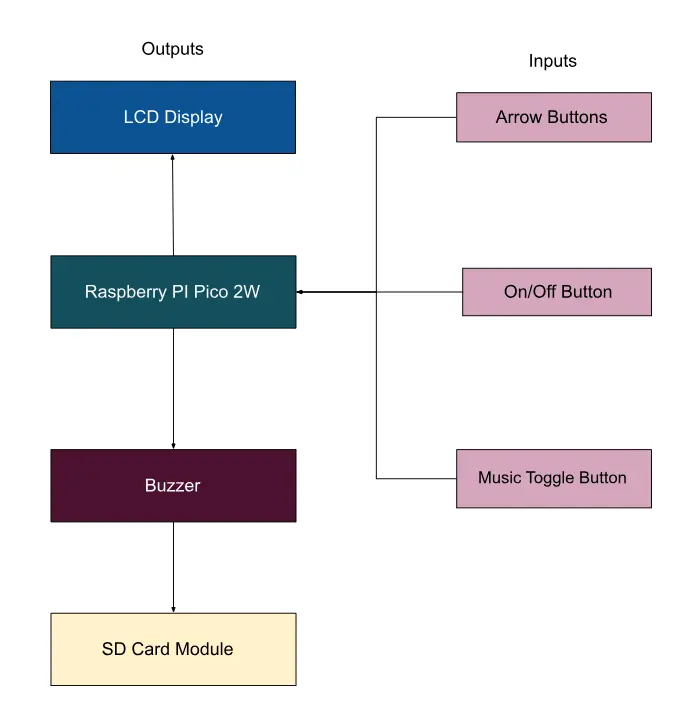 Outputs
Inputs
LCD Display
Arrow Buttons
Raspberry PI Pico 2W
On/Off Button
Buzzer
Music Toggle Button
SD Card Module